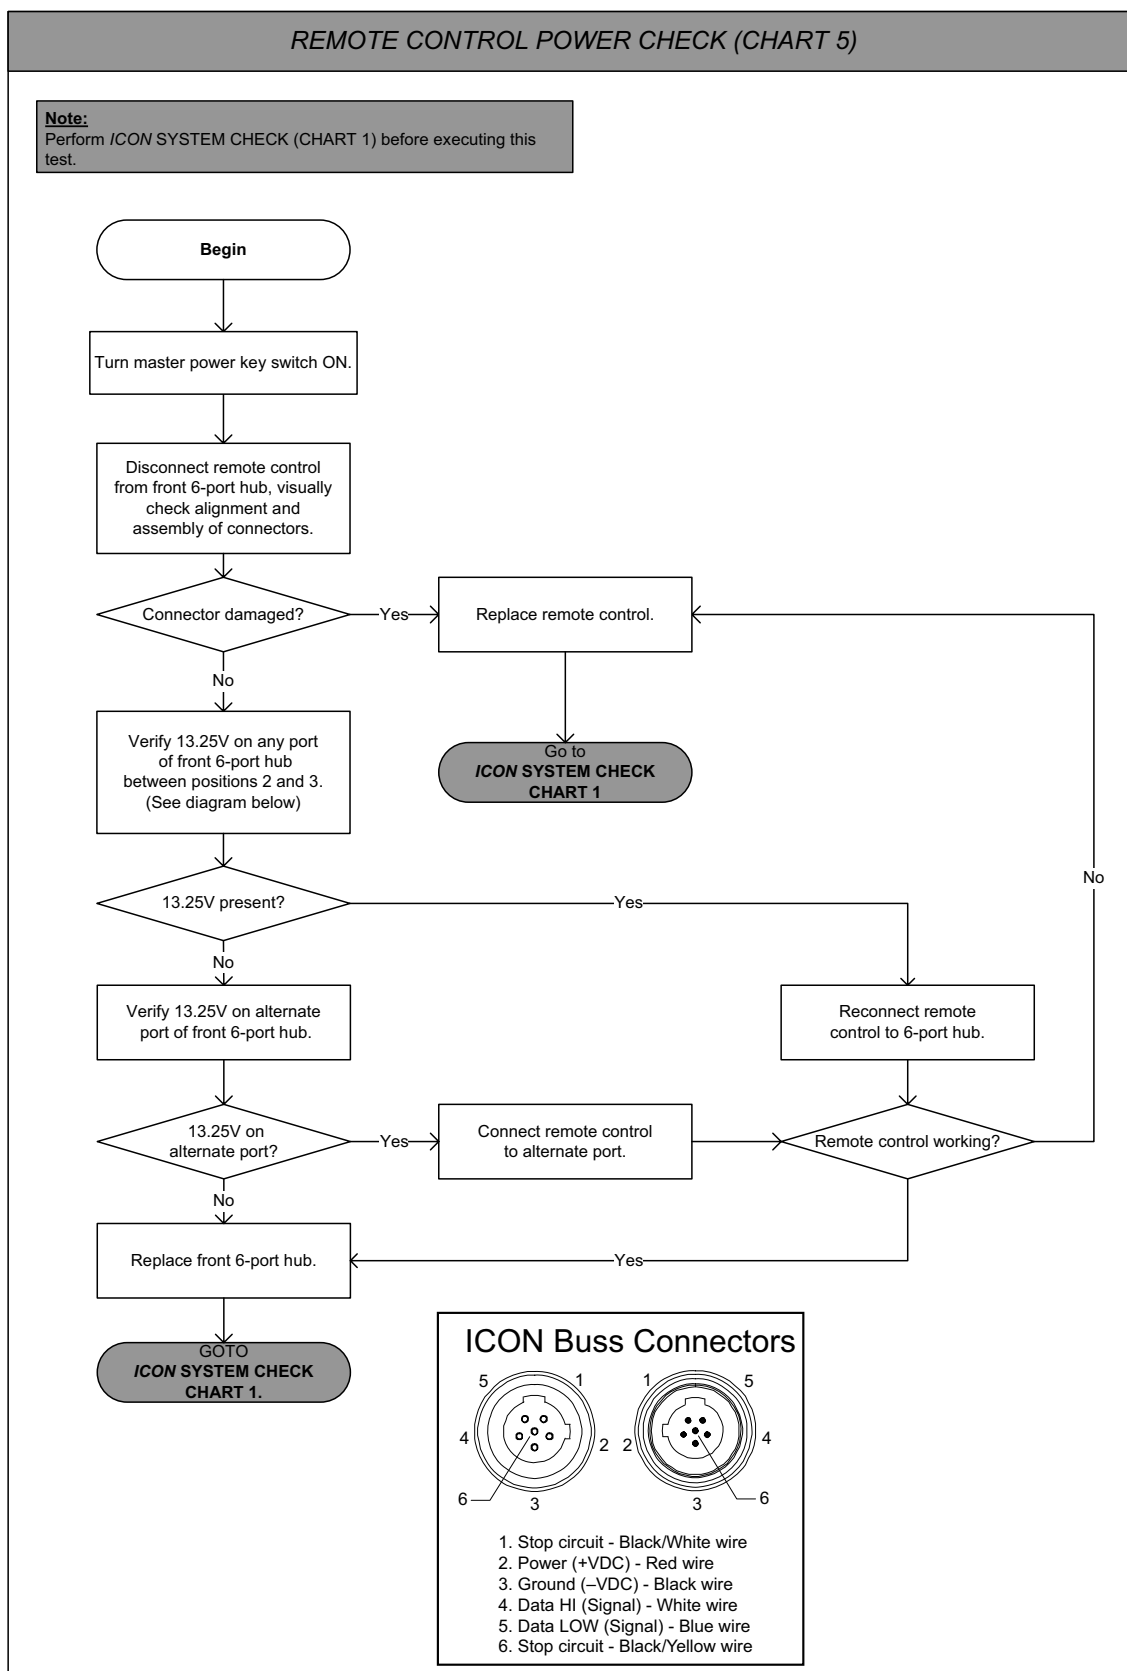 REMOTE CONTROL POWER CHECK (CHART 5)
Note:
Perform ICON SYSTEM CHECK (CHART 1) before executing this
test.
Begin
Turn master power key switch ON.
Disconnect remote control
from front 6-port hub, visually
check alignment and
assembly of connectors.
Connector damaged?
Yes
Replace remote control.
No
Verify 13.25V on any port
of front 6-port hub
between positions 2 and 3.
(See diagram below)
Go to
ICON SYSTEM CHECK
CHART 1
13.25V present?
Yes
No
No
Verify 13.25V on alternate
port of front 6-port hub.
Reconnect remote
control to 6-port hub.
13.25V on
alternate port?
Yes
Connect remote control
to alternate port.
Remote control working?
No
Replace front 6-port hub.
Yes
GOTO
ICON SYSTEM CHECK
CHART 1.
ICON Buss Connectors
5 1 1 5
4 2 2 4
6 3 3 6
1. Stop circuit - Black/White wire
2. Power (+VDC) - Red wire
3. Ground (–VDC) - Black wire
4. Data HI (Signal) - White wire
5. Data LOW (Signal) - Blue wire
6. Stop circuit - Black/Yellow wire